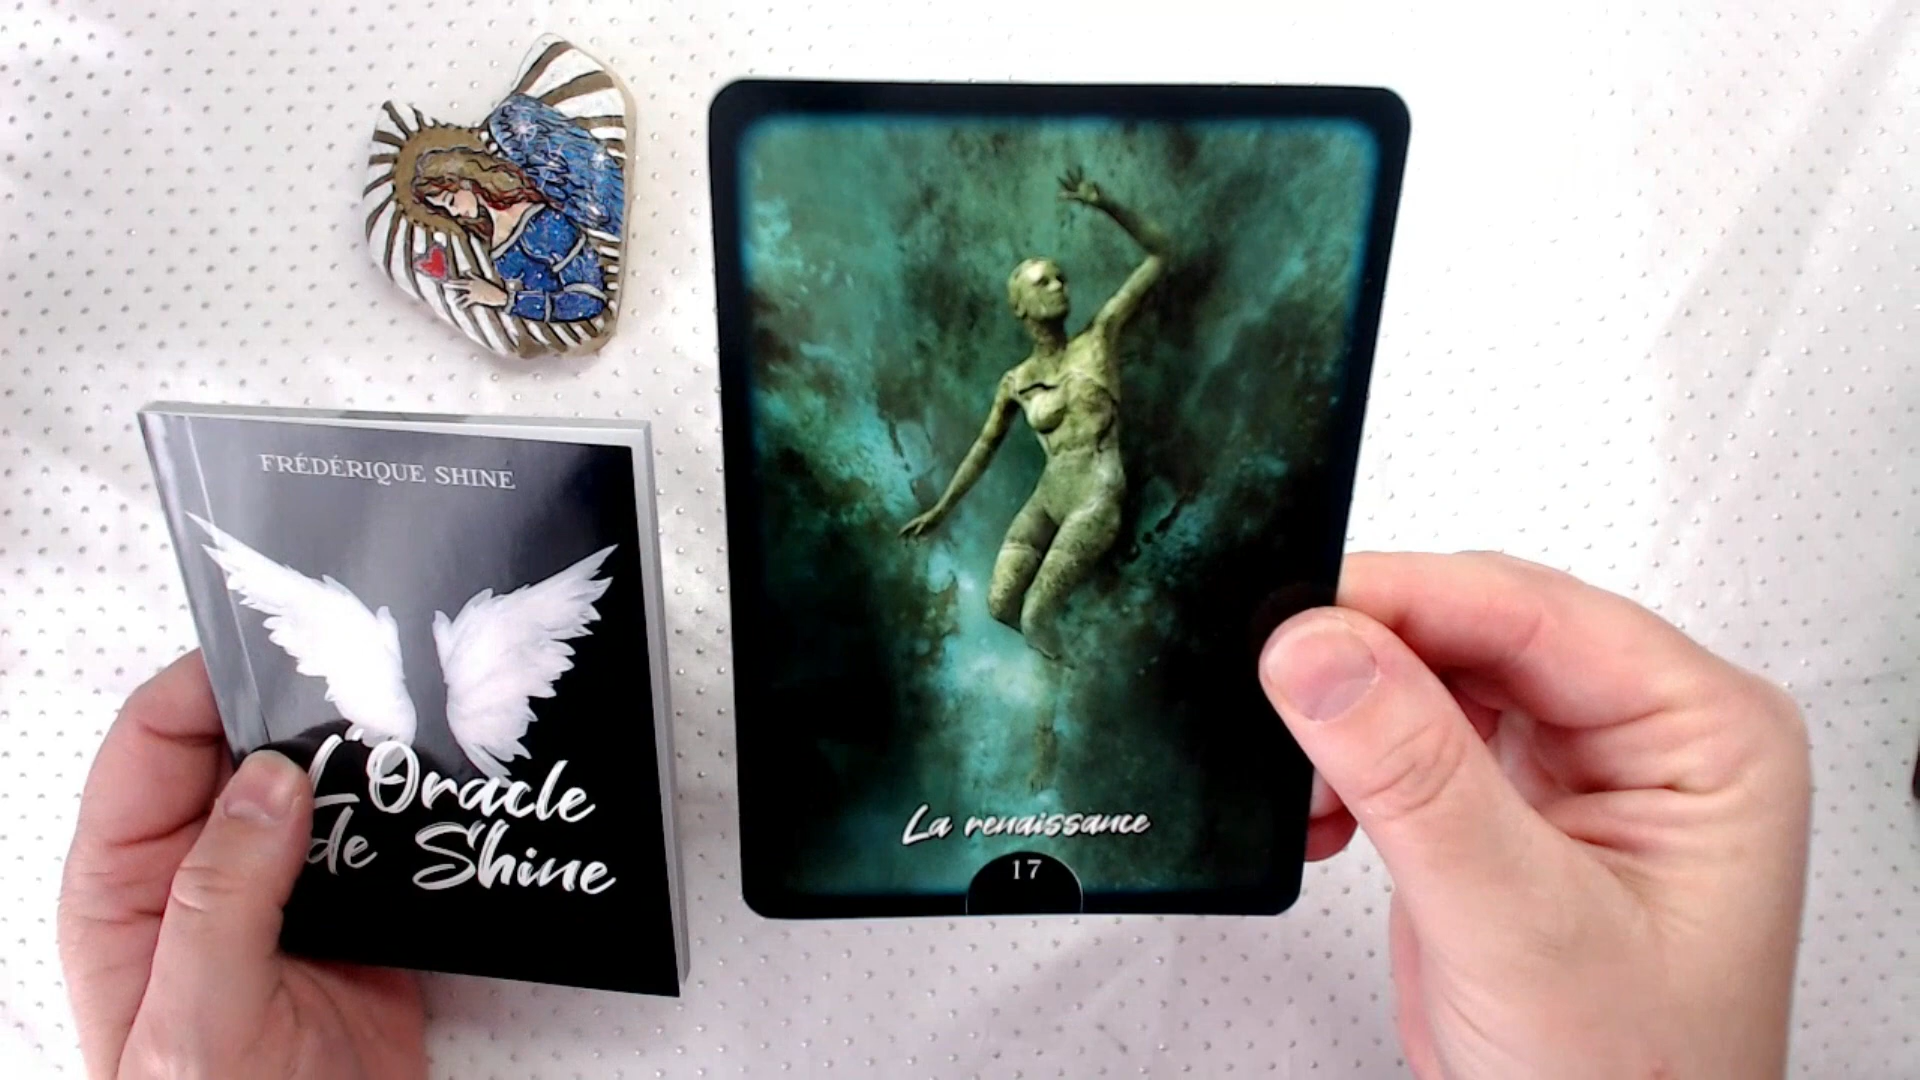 FRÉDÉRIQUE SHINE
L'Oracle
de Shine
La renaissance
17